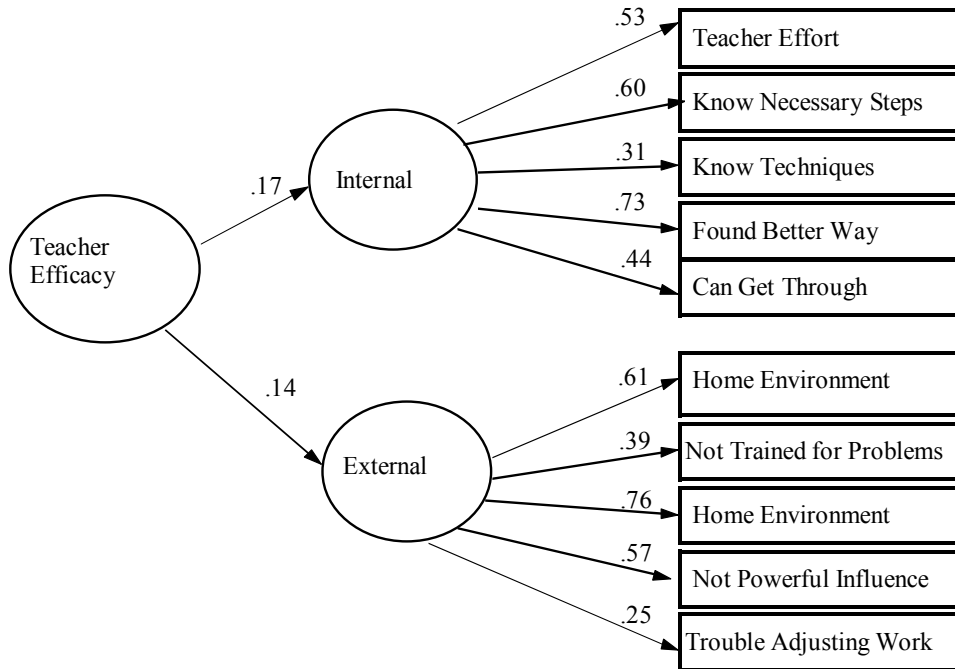 .53
Teacher Effort
.60
Know Necessary Steps
Internal
.31
Know Techniques
.17
.73
Found Better Way
Teacher
Efficacy
.44
Can Get Through
.14
.61
Home Environment
External
.39
Not Trained for Problems
.76
Home Environment
.57
Not Powerful Influence
.25
Trouble Adjusting Work